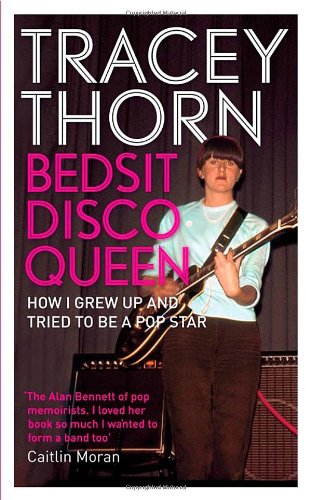 TRACEY
THORN
BEDSIT
DISCO
QUEEN
HOW I GREW UP AND
TRIED TO BE A POP STAR
'The Alan Bennett of pop
memoirists. I loved her
book so much I wanted to
form a band too'
Caitlin Moran